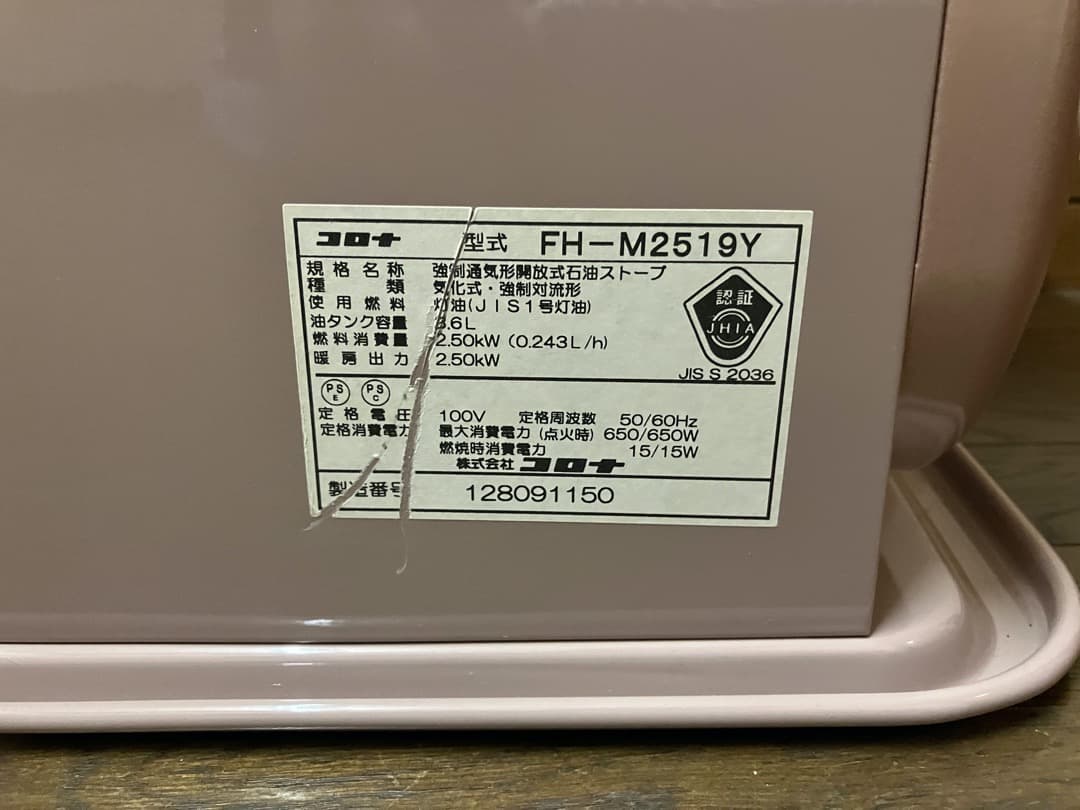 コロナ 型式 FH-M2519Y
規格名称 強制通気形開放式石油ストーブ
種類 気化式・強制対流形
使用燃料 灯油(JIS1号灯油)
油タンク容量 3.6L
燃料消費量 2.50kW (0.243L/h)
暖房出力 2.50kW
認証
JHIA
JIS S 2036
PSE PSC
定格電圧 100V 定格周波数 50/60Hz
定格消費電力 最大消費電力 (点火時) 650/650W
燃焼時消費電力 15/15W
株式会社コロナ
製造番号 128091150